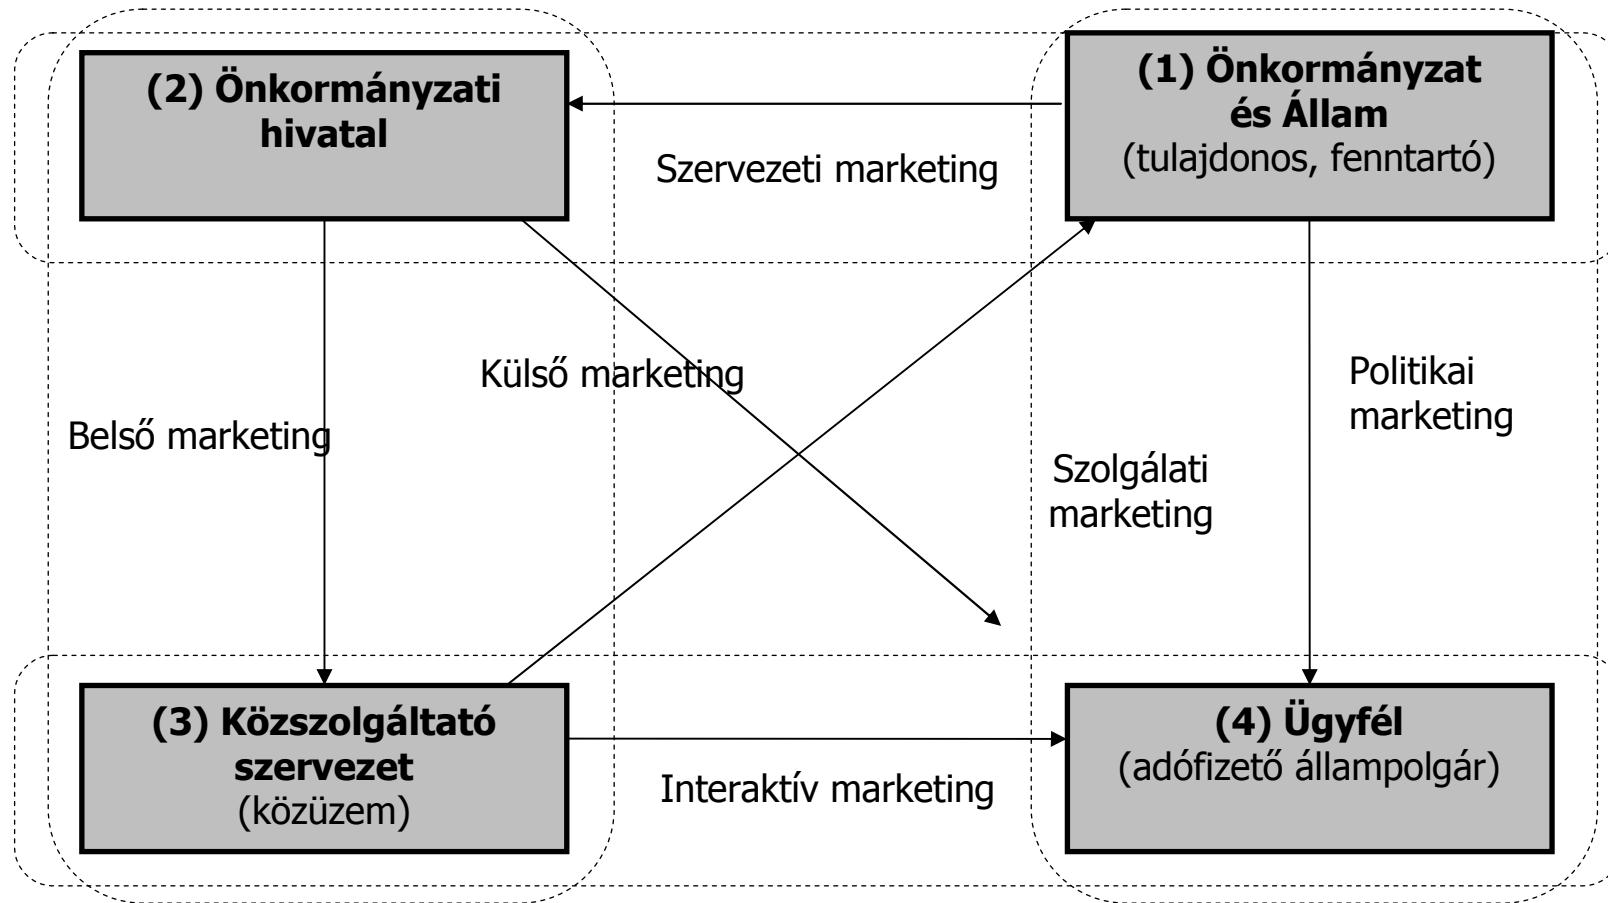 (2) Önkormányzati
hivatal
(1) Önkormányzat
és Állam
(tulajdonos, fenntartó)
Szervezeti marketing
Külső marketing
Politikai
marketing
Belső marketing
Szolgálati
marketing
(3) Közszolgáltató
szervezet
(közüzem)
Interaktív marketing
(4) Ügyfél
(adófizető állampolgár)